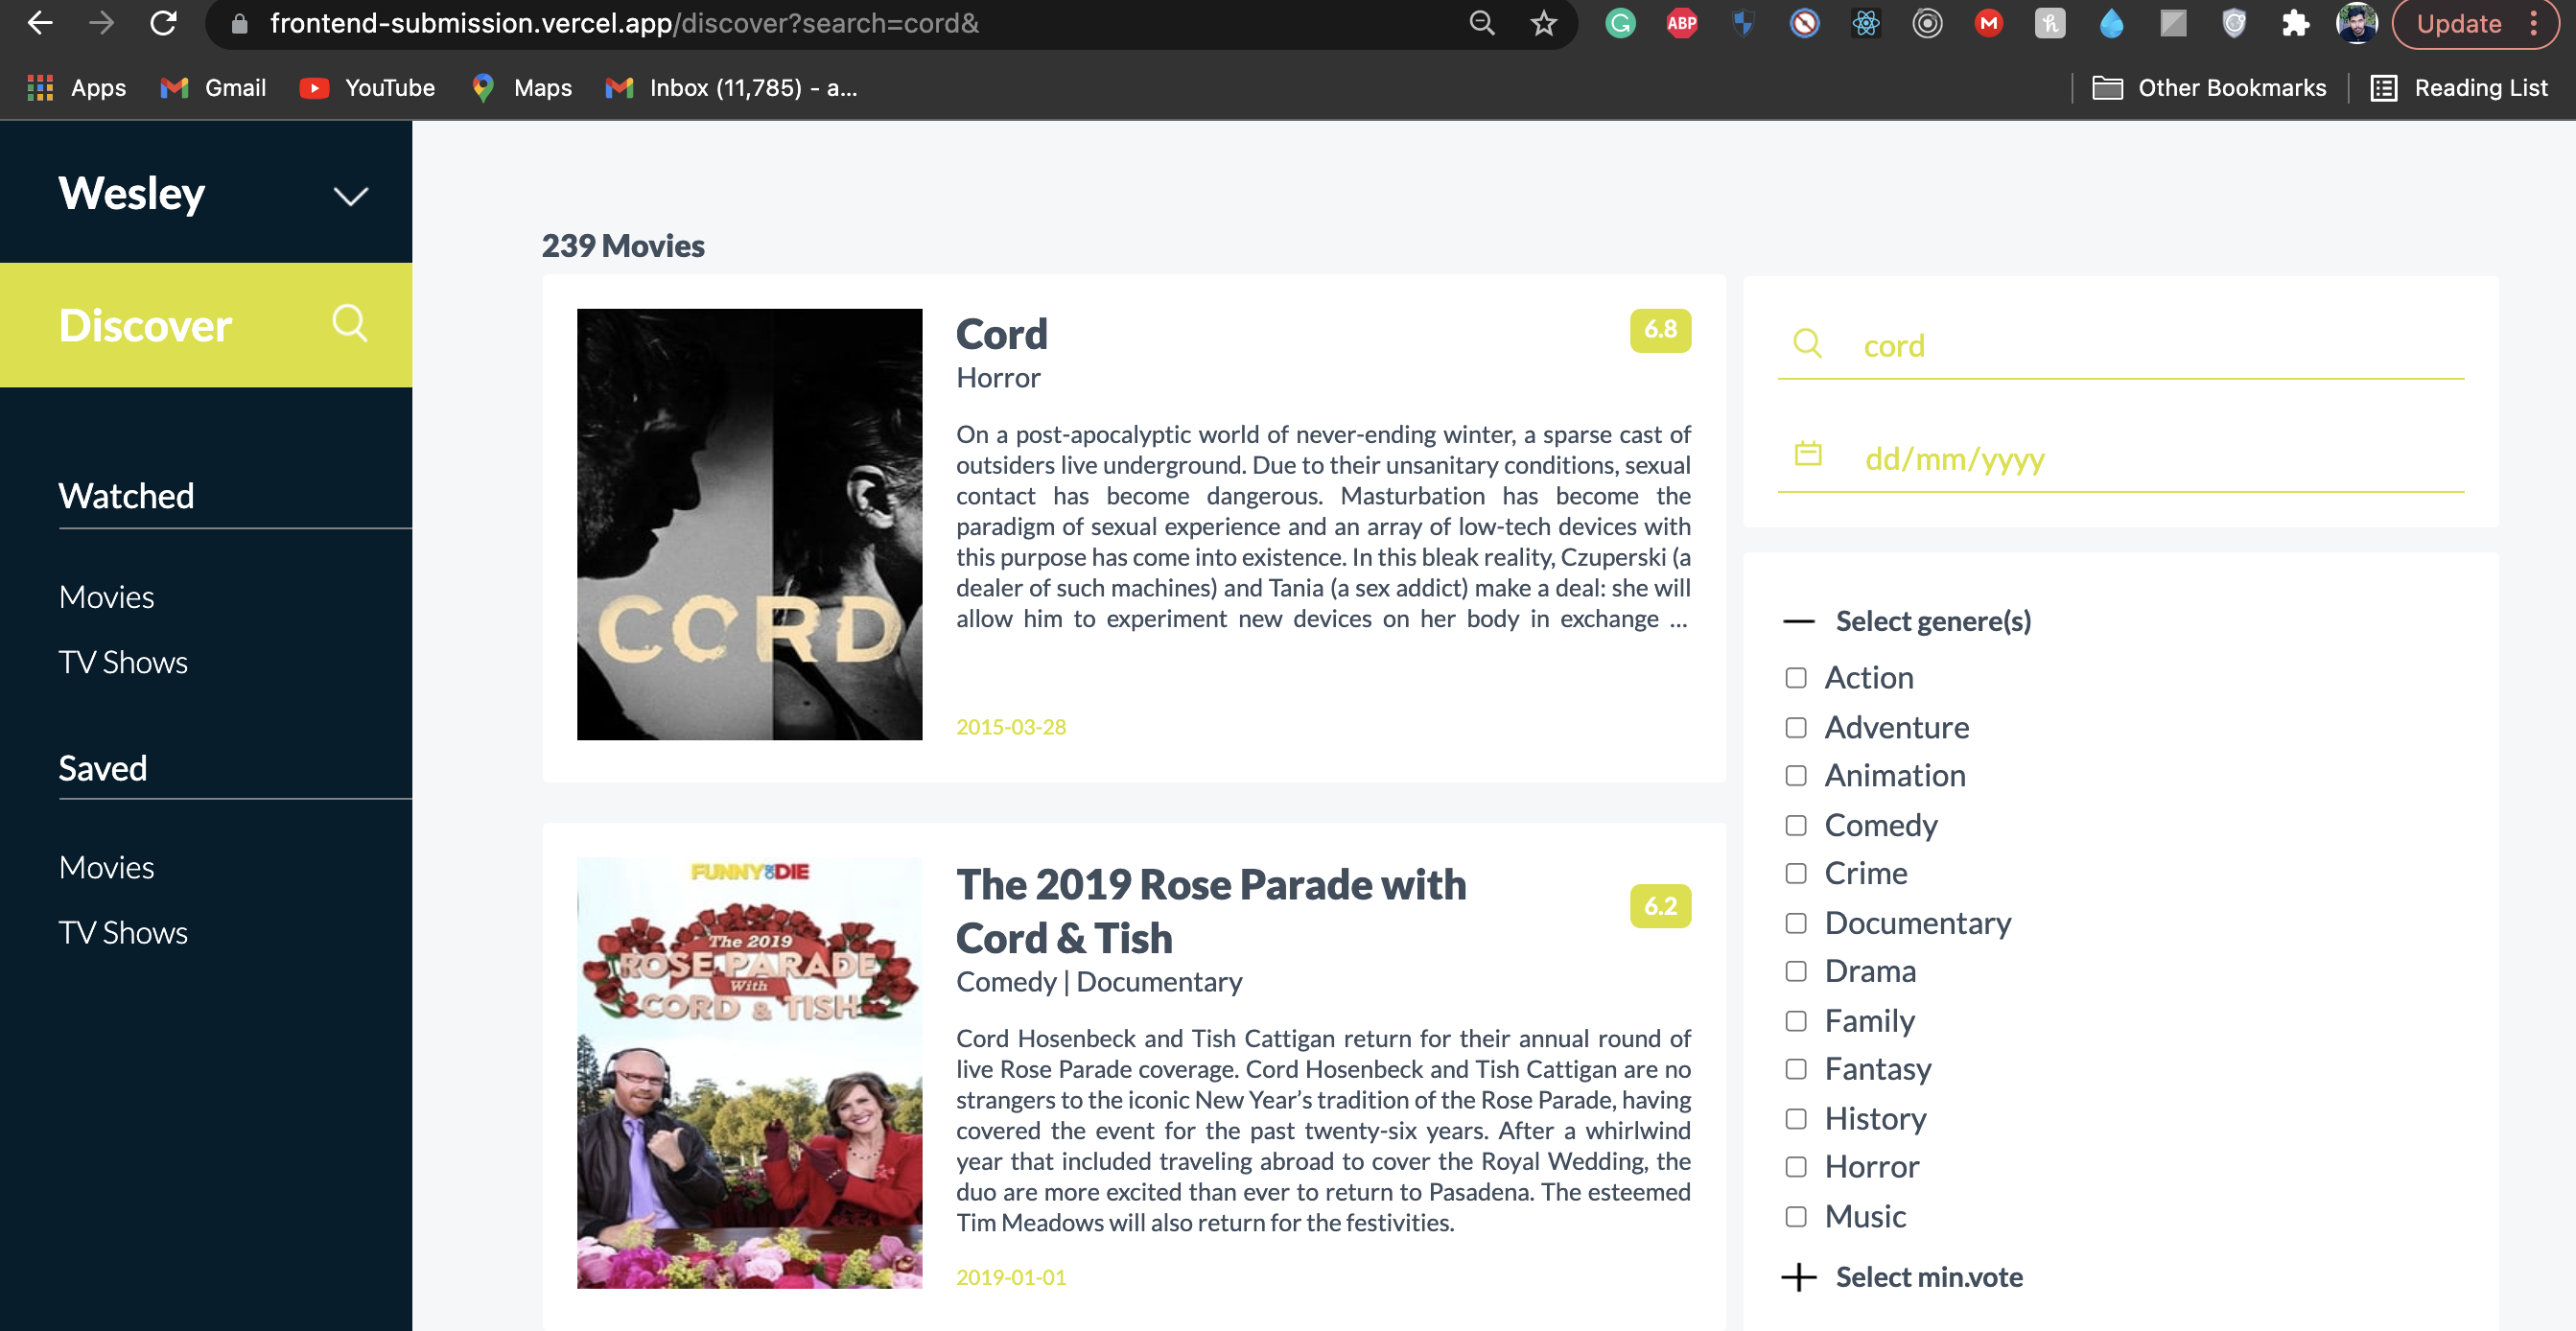 frontend-submission.vercel.app/discover?search=cord&
ABP
Update
Apps
Gmail
YouTube
Maps
Inbox (11,785) - a...
Other Bookmarks
Reading List
Wesley
Discover
Watched
Movies
TV Shows
Saved
Movies
TV Shows
239 Movies
CORD
Cord
6.8
Horror
On a post-apocalyptic world of never-ending winter, a sparse cast of
outsiders live underground. Due to their unsanitary conditions, sexual
contact has become dangerous. Masturbation has become the
paradigm of sexual experience and an array of low-tech devices with
this purpose has come into existence. In this bleak reality, Czuperski (a
dealer of such machines) and Tania (a sex addict) make a deal: she will
allow him to experiment new devices on her body in exchange ...
2015-03-28
FUNNY OR DIE
The 2019
ROSE PARADE
With
CORD & TISH
The 2019 Rose Parade with
Cord & Tish
6.2
Comedy | Documentary
Cord Hosenbeck and Tish Cattigan return for their annual round of
live Rose Parade coverage. Cord Hosenbeck and Tish Cattigan are no
strangers to the iconic New Year’s tradition of the Rose Parade, having
covered the event for the past twenty-six years. After a whirlwind
year that included traveling abroad to cover the Royal Wedding, the
duo are more excited than ever to return to Pasadena. The esteemed
Tim Meadows will also return for the festivities.
2019-01-01
cord
dd/mm/yyyy
Select genere(s)
Action
Adventure
Animation
Comedy
Crime
Documentary
Drama
Family
Fantasy
History
Horror
Music
Select min.vote